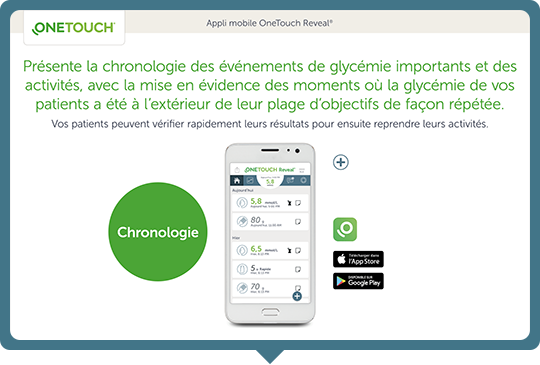 ONETOUCH®
Appli mobile OneTouch Reveal®
Présente la chronologie des événements de glycémie importants et des
activités, avec la mise en évidence des moments où la glycémie de vos
patients a été à l'extérieur de leur plage d'objectifs de façon répétée.
Vos patients peuvent vérifier rapidement leurs résultats pour ensuite reprendre leurs activités.
Chronologie
ONETOUCH Reveal®
5,8
Aujourd'hui
5,8 mmol/L
80 g
Hier
6,5 mmol/L
5
70 g
Télécharger dans
l'App Store
DISPONIBLE SUR
Google Play